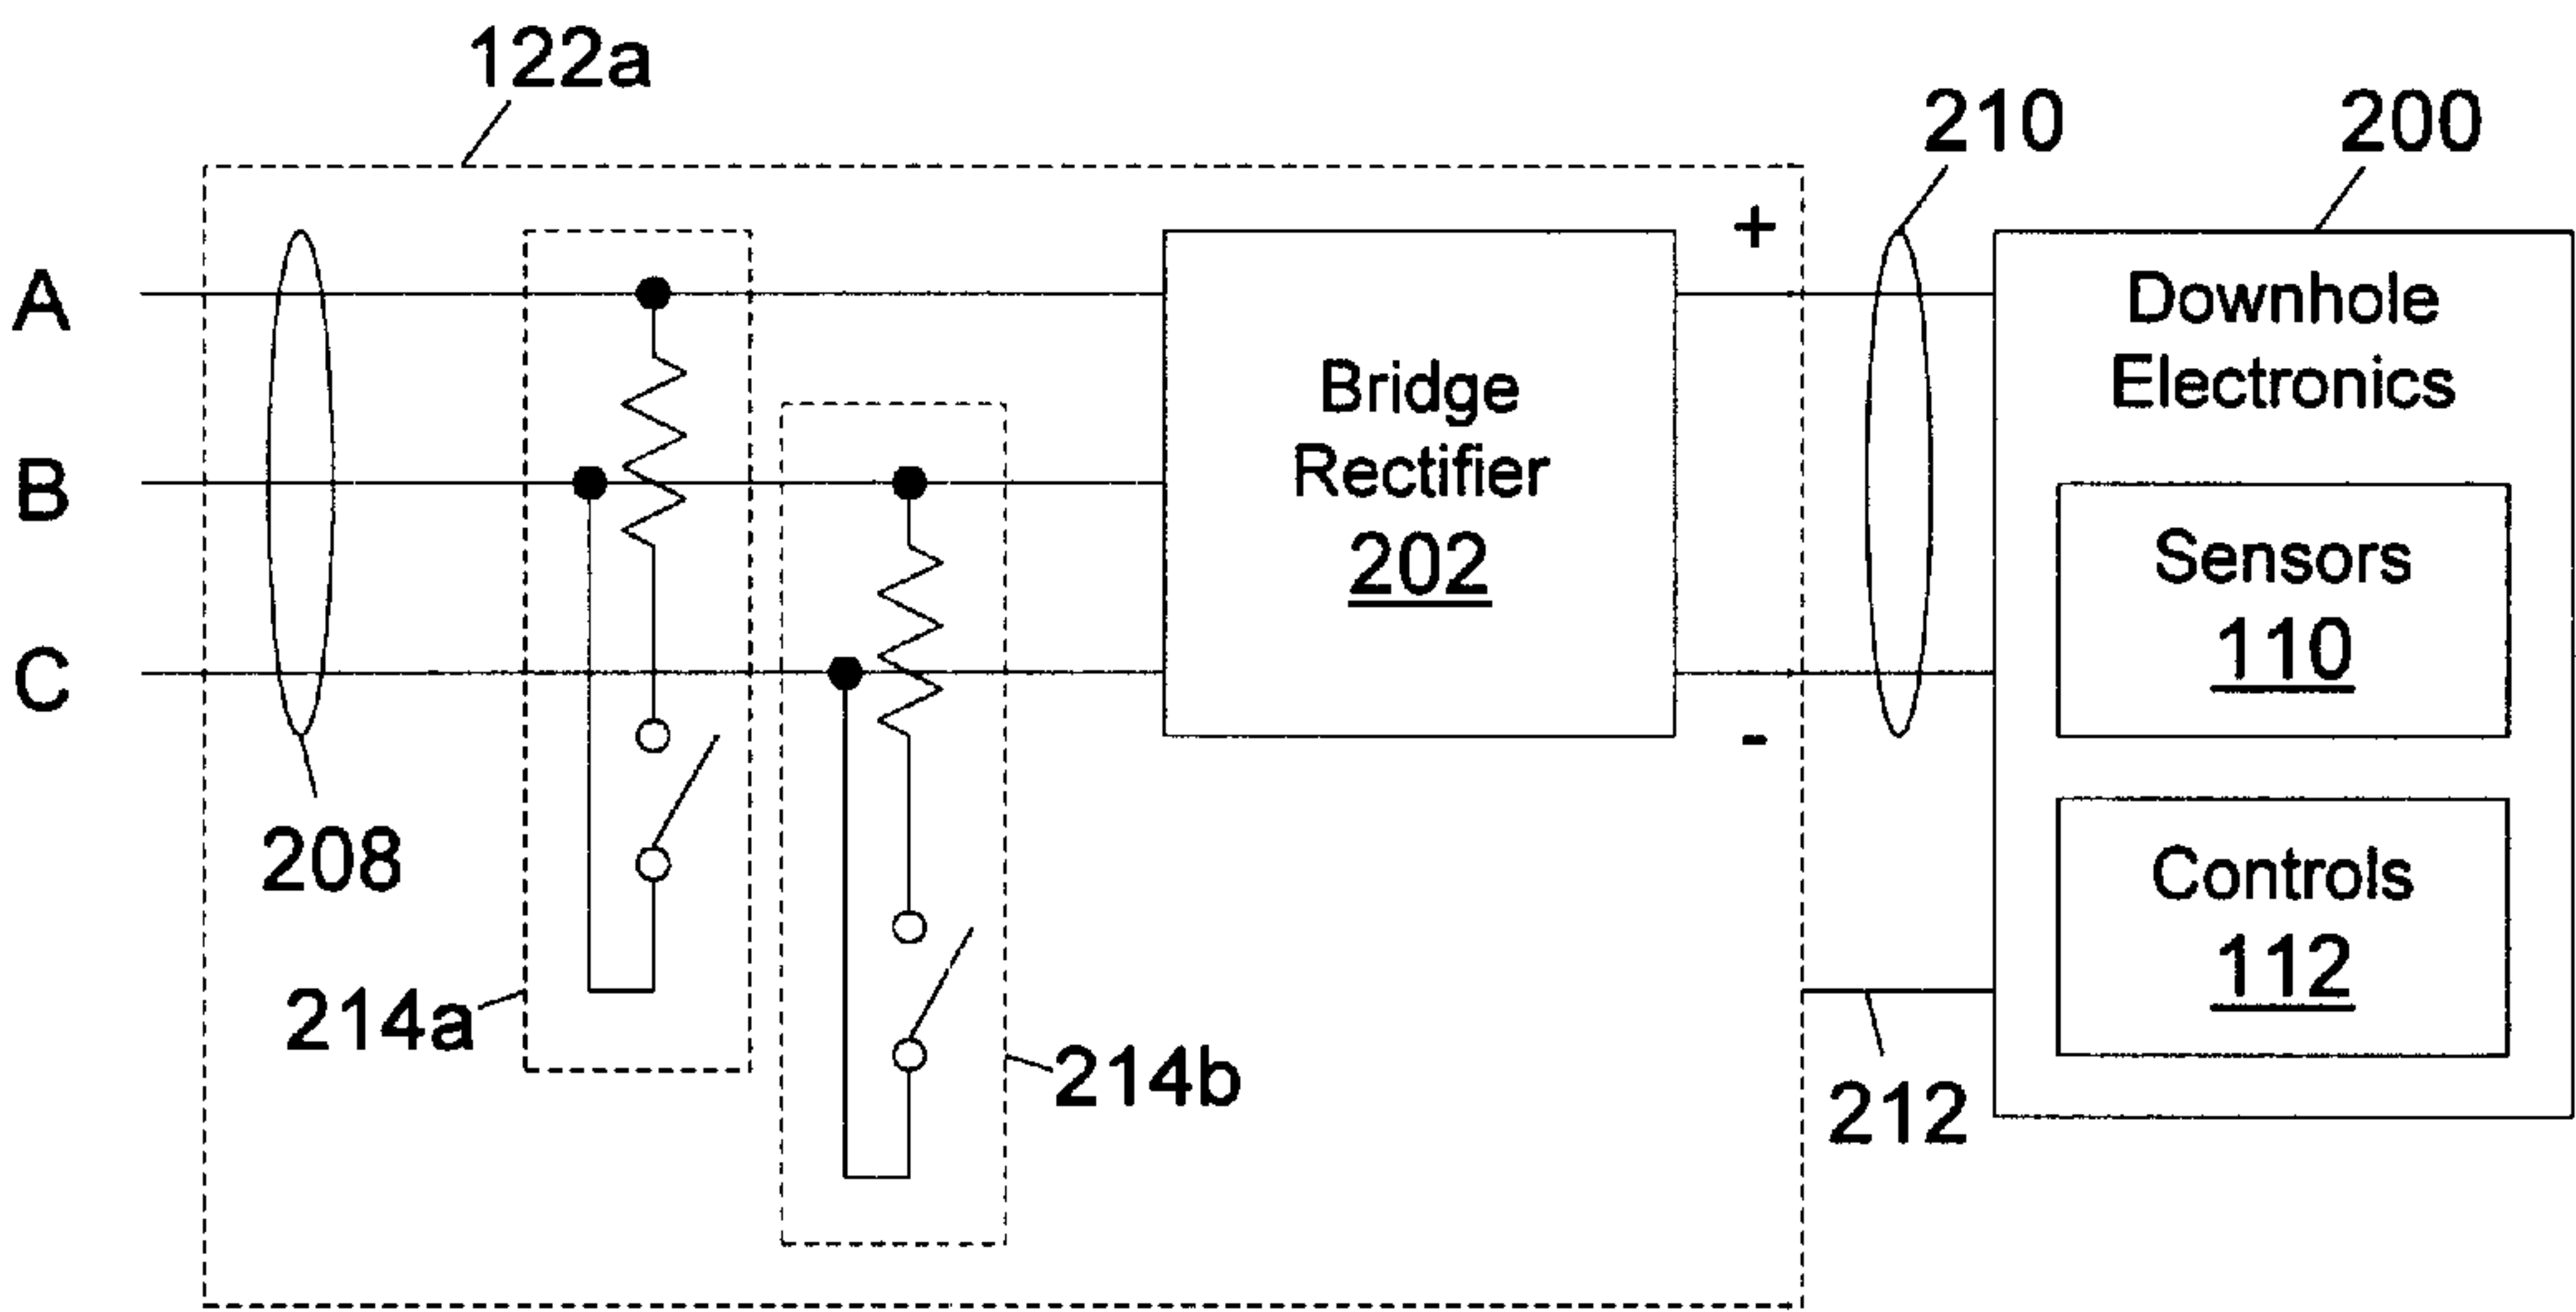 122a
210
200
+
A
B
C
Bridge
Rectifier
202
Downhole
Electronics
Sensors
110
-
Controls
112
208
214a
214b
212